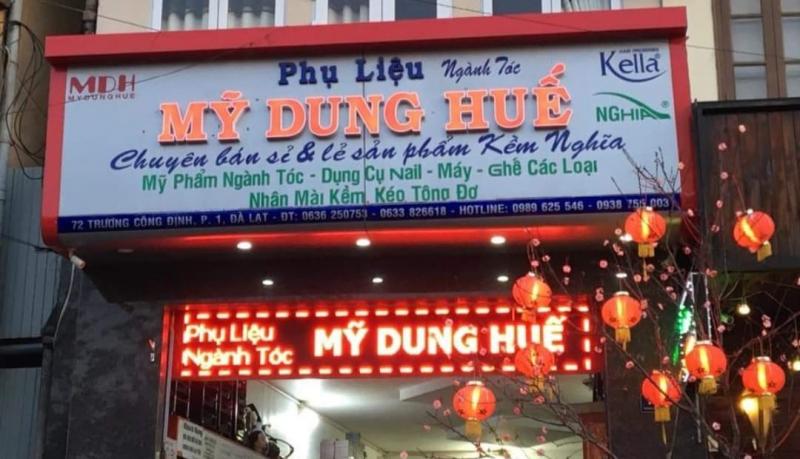 MDH
MYDUNGHUE
Phụ Liệu Ngành Tóc
HAIR PROVIDERS
Kella
MỸ DUNG HUẾ
NGHIA
Chuyên bán sỉ & lẻ sản phẩm Kềm Nghĩa
Mỹ Phẩm Ngành Tóc - Dụng Cụ Nail - Máy - Ghế Các Loại
Nhân Mài Kềm, Kéo Tông Đơ
72 TRƯƠNG CÔNG ĐỊNH, P. 1, ĐÀ LẠT - ĐT: 0636 250753 - 0633 826618 - HOTLINE: 0989 625 546 - 0938 755 003
Phụ Liệu
Ngành Tóc
MỸ DUNG HUẾ